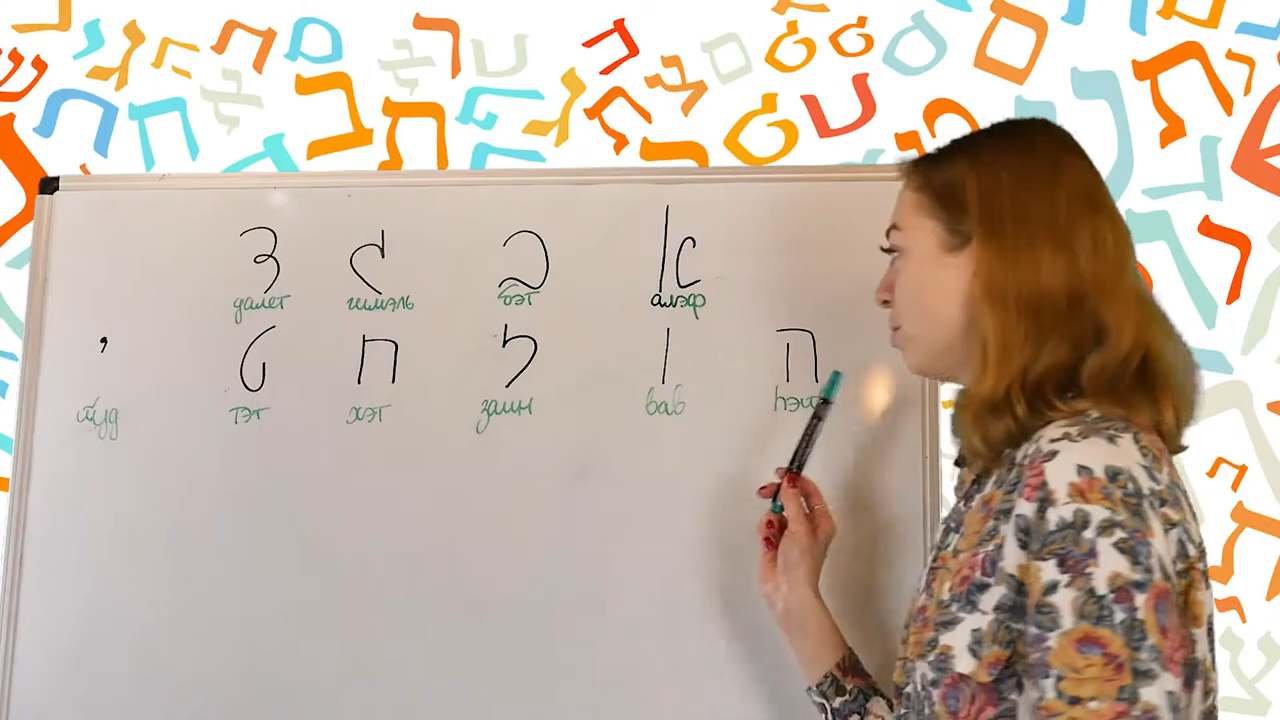 א ב ג ד
далет гимэль бэт алэф
ה ו ז ח ט י
йуд тэт хэт заин вав